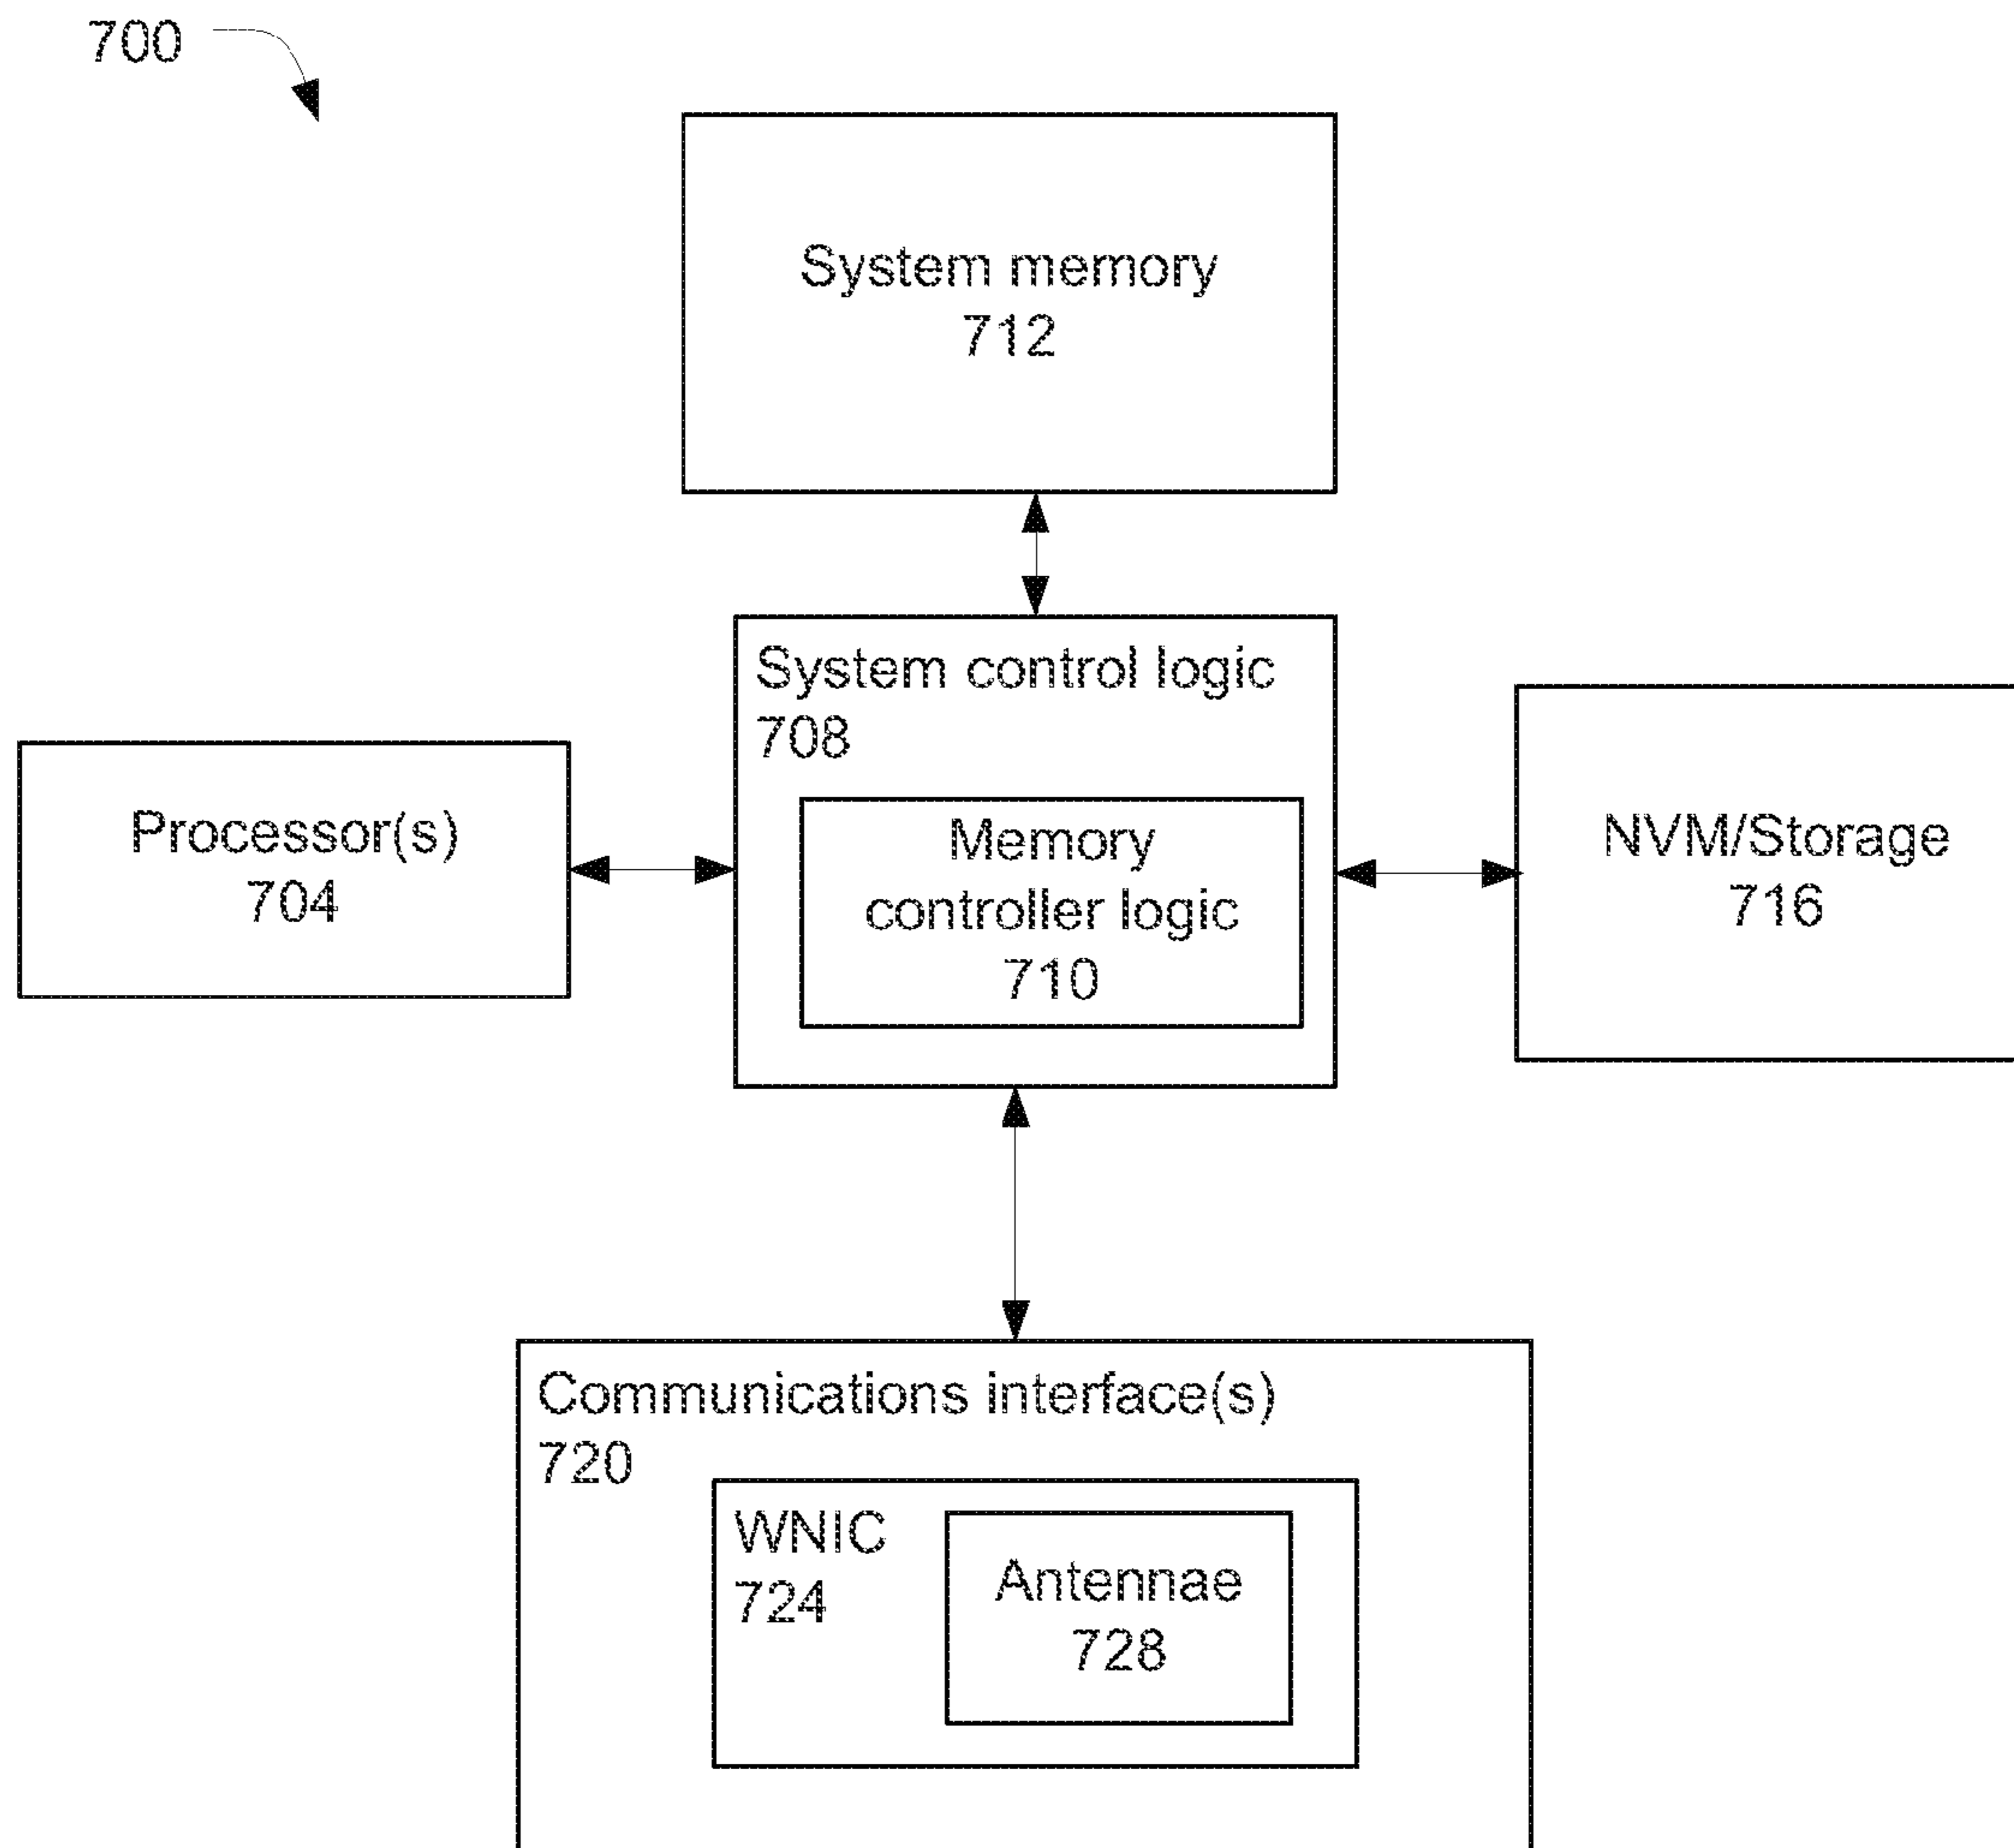 700
System memory
712
System control logic
708
Processor(s)
704
Memory
controller logic
710
NVM/Storage
716
Communications interface(s)
720
WNIC
724
Antennae
728